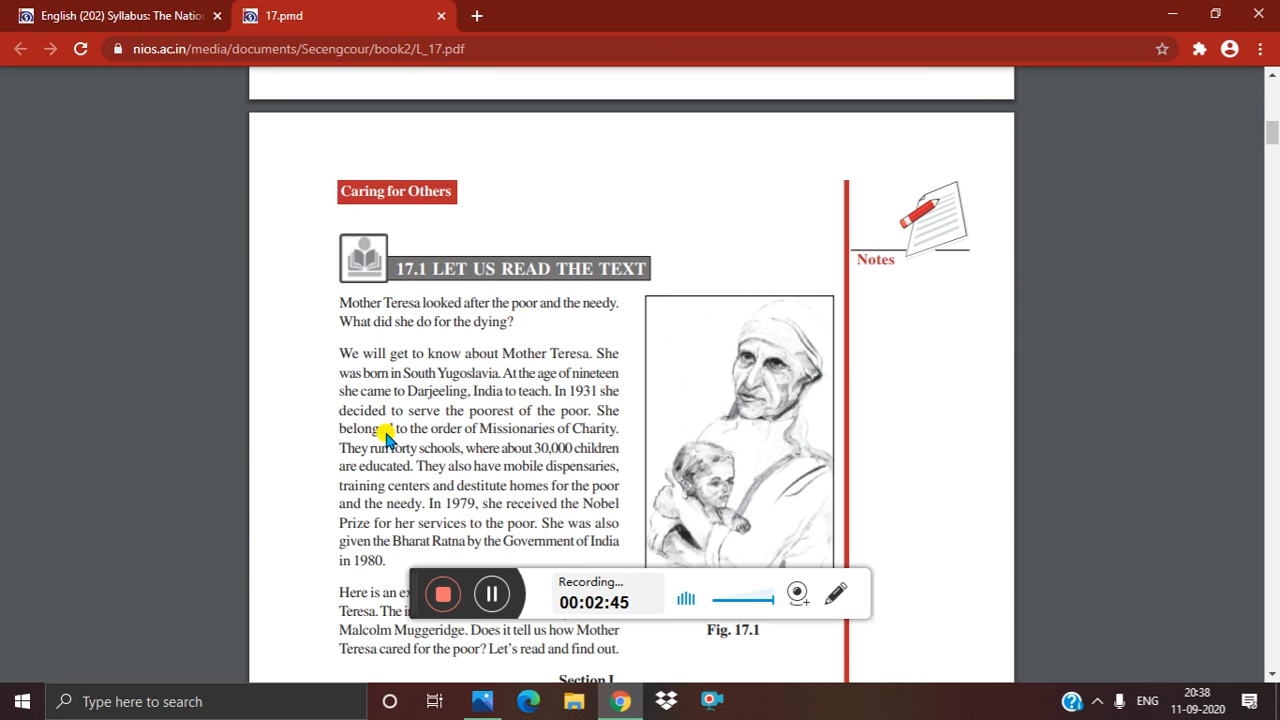 English (202) Syllabus: The Natio
17.pmd
nios.ac.in/media/documents/Secengcour/book2/L_17.pdf
Caring for Others
Notes
17.1 LET US READ THE TEXT
Mother Teresa looked after the poor and the needy.
What did she do for the dying?
We will get to know about Mother Teresa. She
was born in South Yugoslavia. At the age of nineteen
she came to Darjeeling, India to teach. In 1931 she
decided to serve the poorest of the poor. She
belonged to the order of Missionaries of Charity.
They run forty schools, where about 30,000 children
are educated. They also have mobile dispensaries,
training centers and destitute homes for the poor
and the needy. In 1979, she received the Nobel
Prize for her services to the poor. She was also
given the Bharat Ratna by the Government of India
in 1980.
Here is an
Teresa. The
Malcolm Muggeridge. Does it tell us how Mother
Teresa cared for the poor? Let's read and find out.
Fig. 17.1
Section I
Recording...
00:02:45
Type here to search
ENG
20:38
11-09-2020